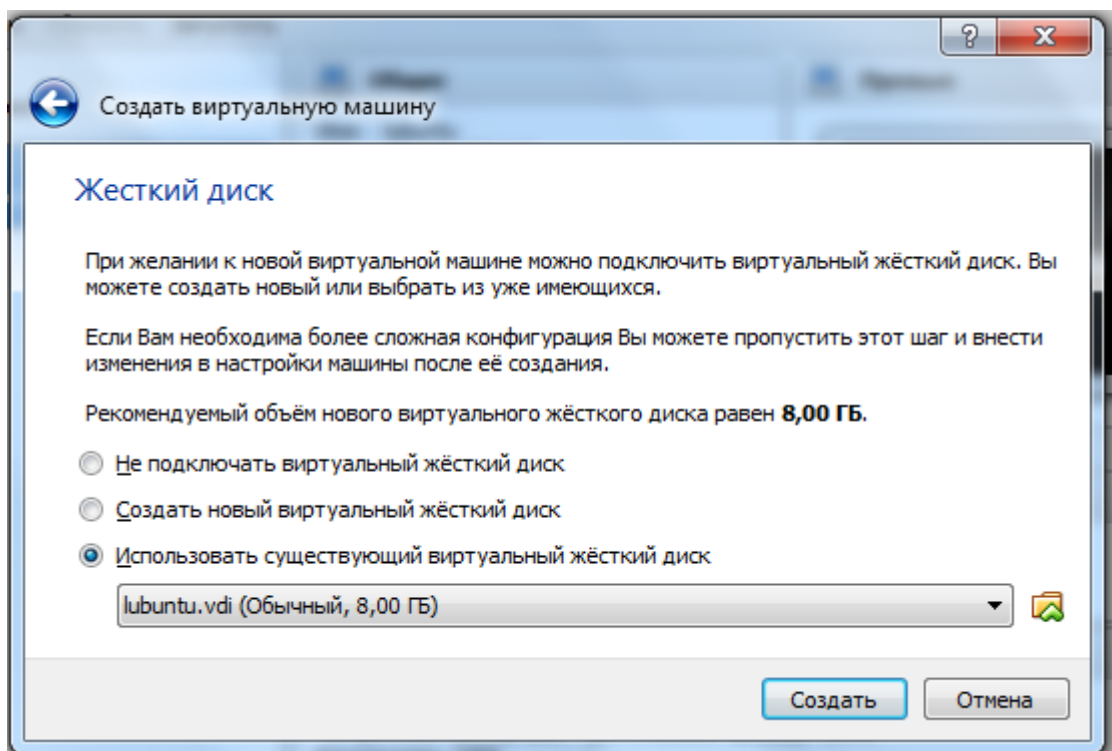 Создать виртуальную машину
Жесткий диск
При желании к новой виртуальной машине можно подключить виртуальный жёсткий диск. Вы
можете создать новый или выбрать из уже имеющихся.
Если Вам необходима более сложная конфигурация Вы можете пропустить этот шаг и внести
изменения в настройки машины после её создания.
Рекомендуемый объём нового виртуального жёсткого диска равен 8,00 ГБ.
Не подключать виртуальный жёсткий диск
Создать новый виртуальный жёсткий диск
Использовать существующий виртуальный жёсткий диск
lubuntu.vdi (Обычный, 8,00 ГБ)
Создать Отмена